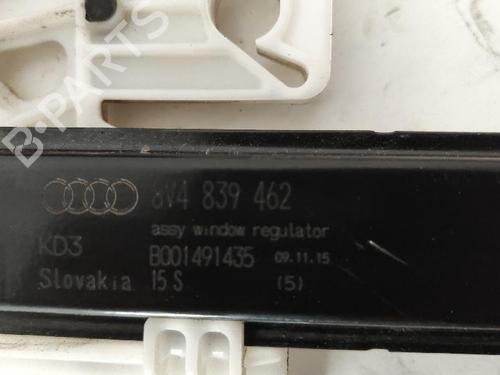 B-PARTS
8V4 839 462
assy window regulator
KD3 B001491435 09.11.15
Slovakia 15 S (5)